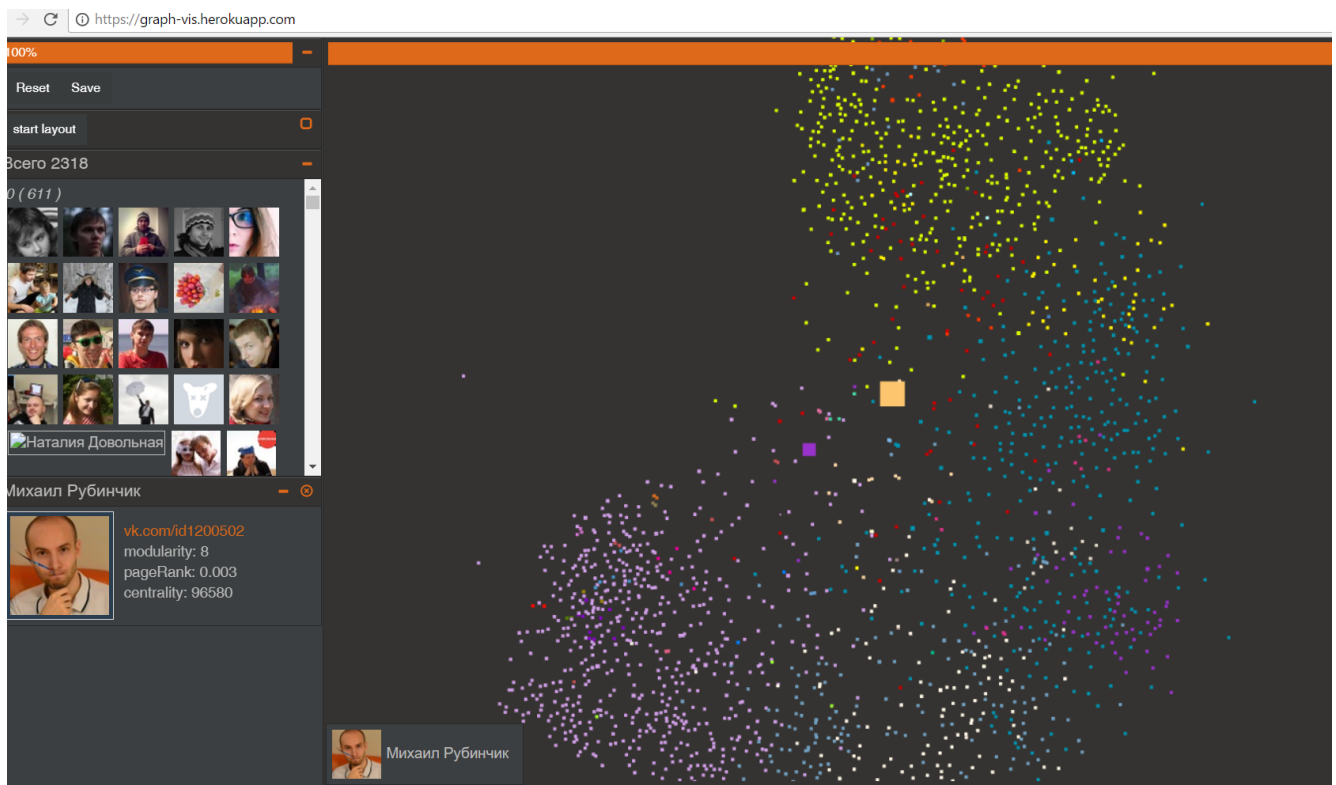 https://graph-vis.herokuapp.com
100%
Reset Save
start layout
Всего 2318
0 ( 611 )
Наталия Довольная
Михаил Рубинчик
vk.com/id1200502
modularity: 8
pageRank: 0.003
centrality: 96580
Михаил Рубинчик